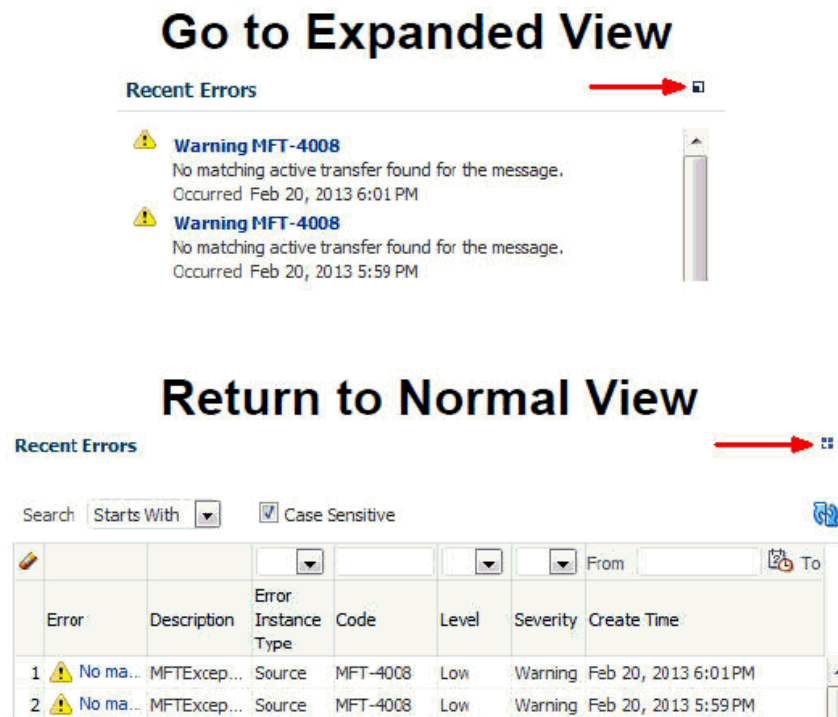 Go to Expanded View
Recent Errors
Warning MFT-4008
No matching active transfer found for the message.
Occurred Feb 20, 2013 6:01 PM
Warning MFT-4008
No matching active transfer found for the message.
Occurred Feb 20, 2013 5:59 PM
Return to Normal View
Recent Errors
Search Starts With Case Sensitive
From To
Error Description Error Instance Type Code Level Severity Create Time
1 No ma... MFTExcep... Source MFT-4008 Low Warning Feb 20, 2013 6:01 PM
2 No ma... MFTExcep... Source MFT-4008 Low Warning Feb 20, 2013 5:59 PM